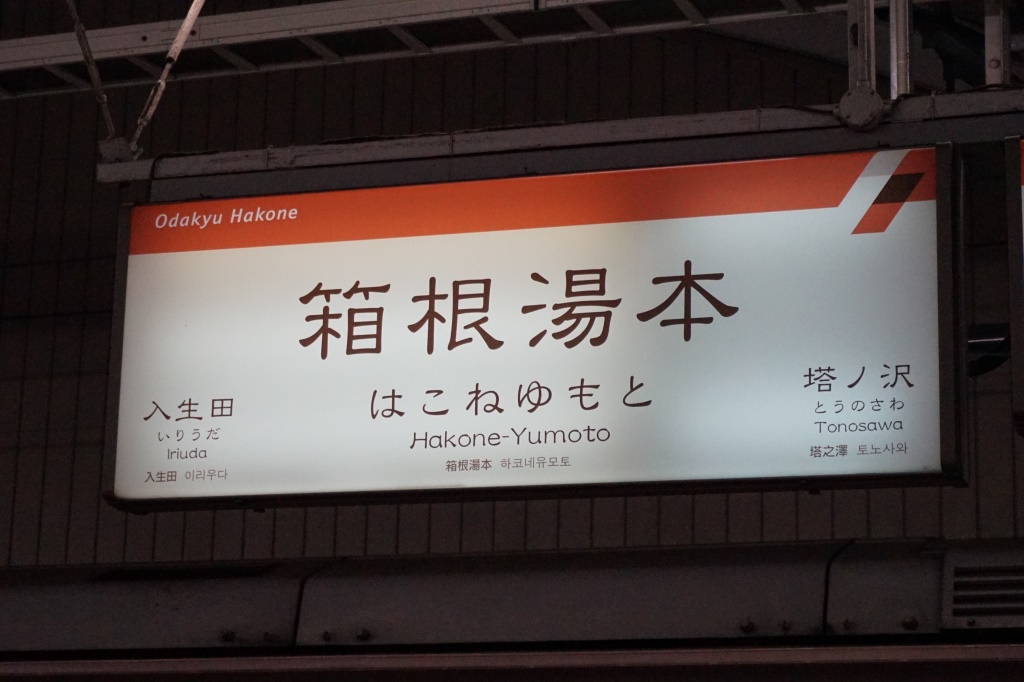 Odakyu Hakone
箱根湯本
はこねゆもと
Hakone-Yumoto
箱根湯本 하코네유모토
入生田
いりうだ
Iriuda
入生田 이리우다
塔ノ沢
とうのさわ
Tonosawa
塔之澤 토노사와